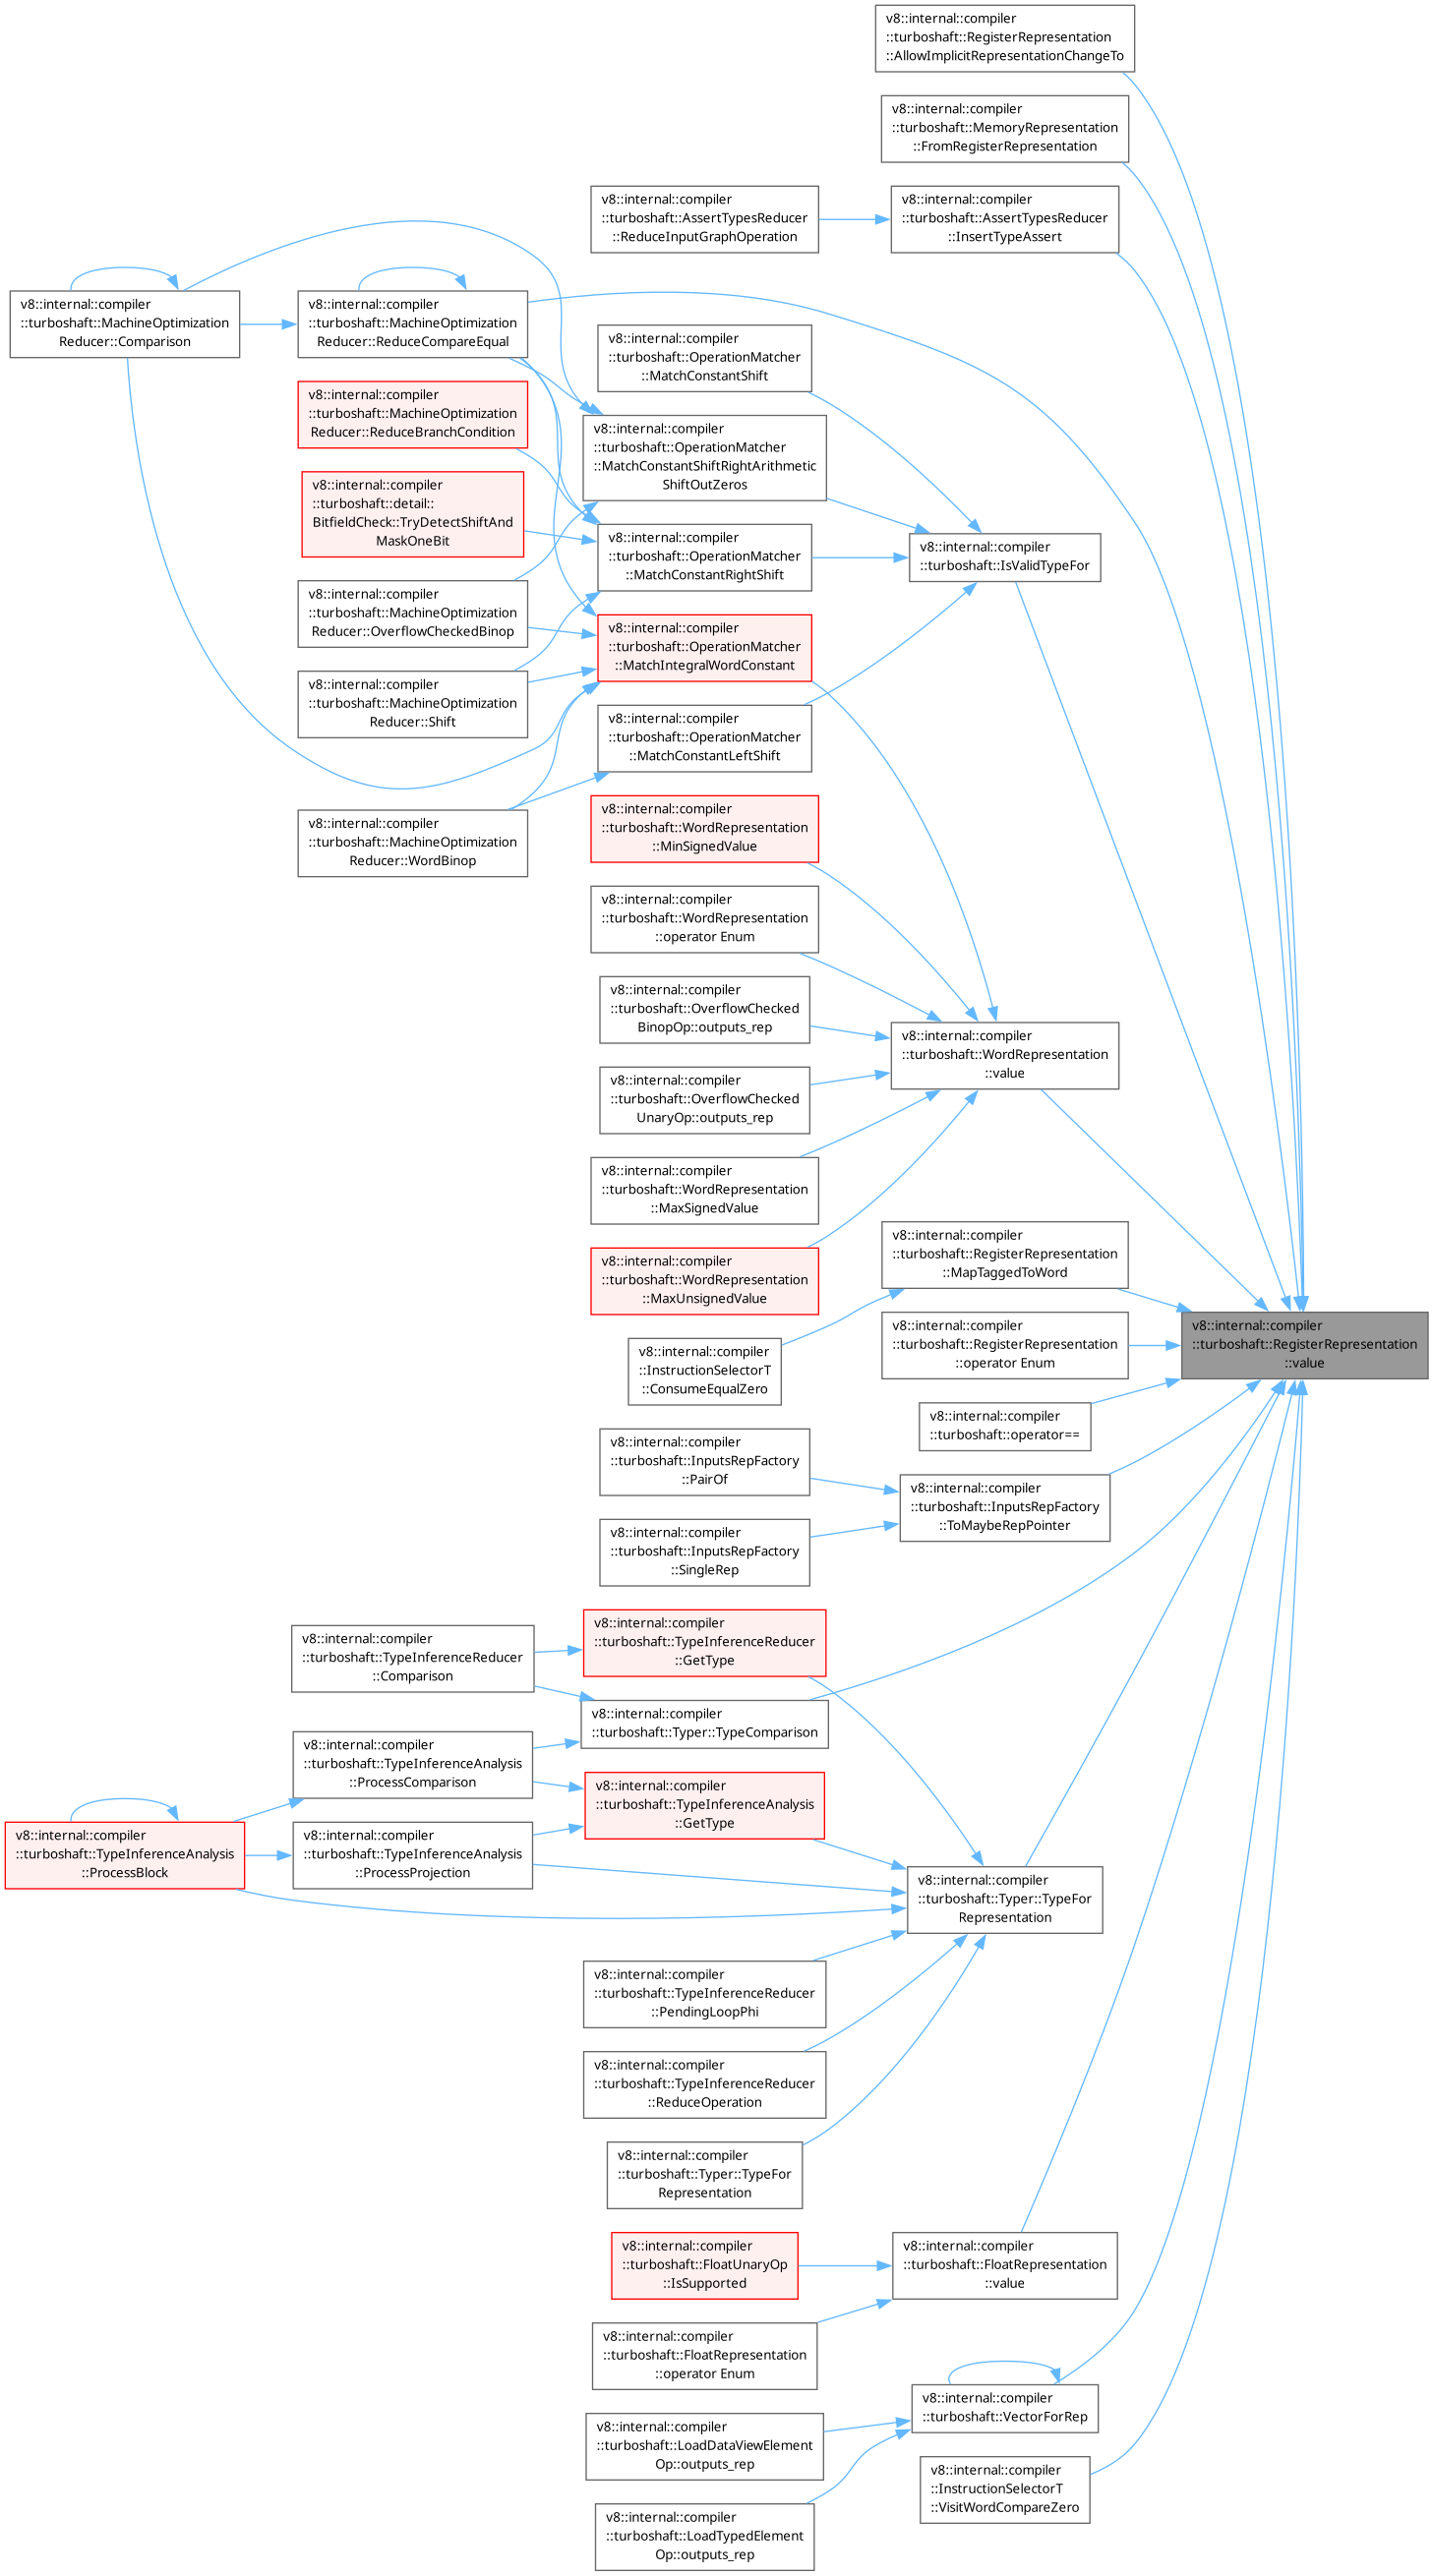 v8::internal::compiler
::turboshaft::RegisterRepresentation
::AllowImplicitRepresentationChangeTo
v8::internal::compiler
::turboshaft::MemoryRepresentation
::FromRegisterRepresentation
v8::internal::compiler
::turboshaft::AssertTypesReducer
::ReduceInputGraphOperation
v8::internal::compiler
::turboshaft::AssertTypesReducer
::InsertTypeAssert
v8::internal::compiler
::turboshaft::MachineOptimization
Reducer::Comparison
v8::internal::compiler
::turboshaft::MachineOptimization
Reducer::ReduceCompareEqual
v8::internal::compiler
::turboshaft::OperationMatcher
::MatchConstantShift
v8::internal::compiler
::turboshaft::MachineOptimization
Reducer::ReduceBranchCondition
v8::internal::compiler
::turboshaft::OperationMatcher
::MatchConstantShiftRightArithmetic
ShiftOutZeros
v8::internal::compiler
::turboshaft::detail::
BitfieldCheck::TryDetectShiftAnd
MaskOneBit
v8::internal::compiler
::turboshaft::OperationMatcher
::MatchConstantRightShift
v8::internal::compiler
::turboshaft::IsValidTypeFor
v8::internal::compiler
::turboshaft::MachineOptimization
Reducer::OverflowCheckedBinop
v8::internal::compiler
::turboshaft::OperationMatcher
::MatchIntegralWordConstant
v8::internal::compiler
::turboshaft::MachineOptimization
Reducer::Shift
v8::internal::compiler
::turboshaft::OperationMatcher
::MatchConstantLeftShift
v8::internal::compiler
::turboshaft::MachineOptimization
Reducer::WordBinop
v8::internal::compiler
::turboshaft::WordRepresentation
::MinSignedValue
v8::internal::compiler
::turboshaft::WordRepresentation
::operator Enum
v8::internal::compiler
::turboshaft::OverflowChecked
BinopOp::outputs_rep
v8::internal::compiler
::turboshaft::WordRepresentation
::value
v8::internal::compiler
::turboshaft::OverflowChecked
UnaryOp::outputs_rep
v8::internal::compiler
::turboshaft::WordRepresentation
::MaxSignedValue
v8::internal::compiler
::turboshaft::WordRepresentation
::MaxUnsignedValue
v8::internal::compiler
::turboshaft::RegisterRepresentation
::MapTaggedToWord
v8::internal::compiler
::turboshaft::RegisterRepresentation
::value
v8::internal::compiler
::turboshaft::RegisterRepresentation
::operator Enum
v8::internal::compiler
::InstructionSelectorT
::ConsumeEqualZero
v8::internal::compiler
::turboshaft::operator==
v8::internal::compiler
::turboshaft::InputsRepFactory
::PairOf
v8::internal::compiler
::turboshaft::InputsRepFactory
::ToMaybeRepPointer
v8::internal::compiler
::turboshaft::InputsRepFactory
::SingleRep
v8::internal::compiler
::turboshaft::TypeInferenceReducer
::Comparison
v8::internal::compiler
::turboshaft::TypeInferenceReducer
::GetType
v8::internal::compiler
::turboshaft::Typer::TypeComparison
v8::internal::compiler
::turboshaft::TypeInferenceAnalysis
::ProcessComparison
v8::internal::compiler
::turboshaft::TypeInferenceAnalysis
::GetType
v8::internal::compiler
::turboshaft::TypeInferenceAnalysis
::ProcessBlock
v8::internal::compiler
::turboshaft::TypeInferenceAnalysis
::ProcessProjection
v8::internal::compiler
::turboshaft::Typer::TypeFor
Representation
v8::internal::compiler
::turboshaft::TypeInferenceReducer
::PendingLoopPhi
v8::internal::compiler
::turboshaft::TypeInferenceReducer
::ReduceOperation
v8::internal::compiler
::turboshaft::Typer::TypeFor
Representation
v8::internal::compiler
::turboshaft::FloatUnaryOp
::IsSupported
v8::internal::compiler
::turboshaft::FloatRepresentation
::value
v8::internal::compiler
::turboshaft::FloatRepresentation
::operator Enum
v8::internal::compiler
::turboshaft::VectorForRep
v8::internal::compiler
::turboshaft::LoadDataViewElement
Op::outputs_rep
v8::internal::compiler
::InstructionSelectorT
::VisitWordCompareZero
v8::internal::compiler
::turboshaft::LoadTypedElement
Op::outputs_rep